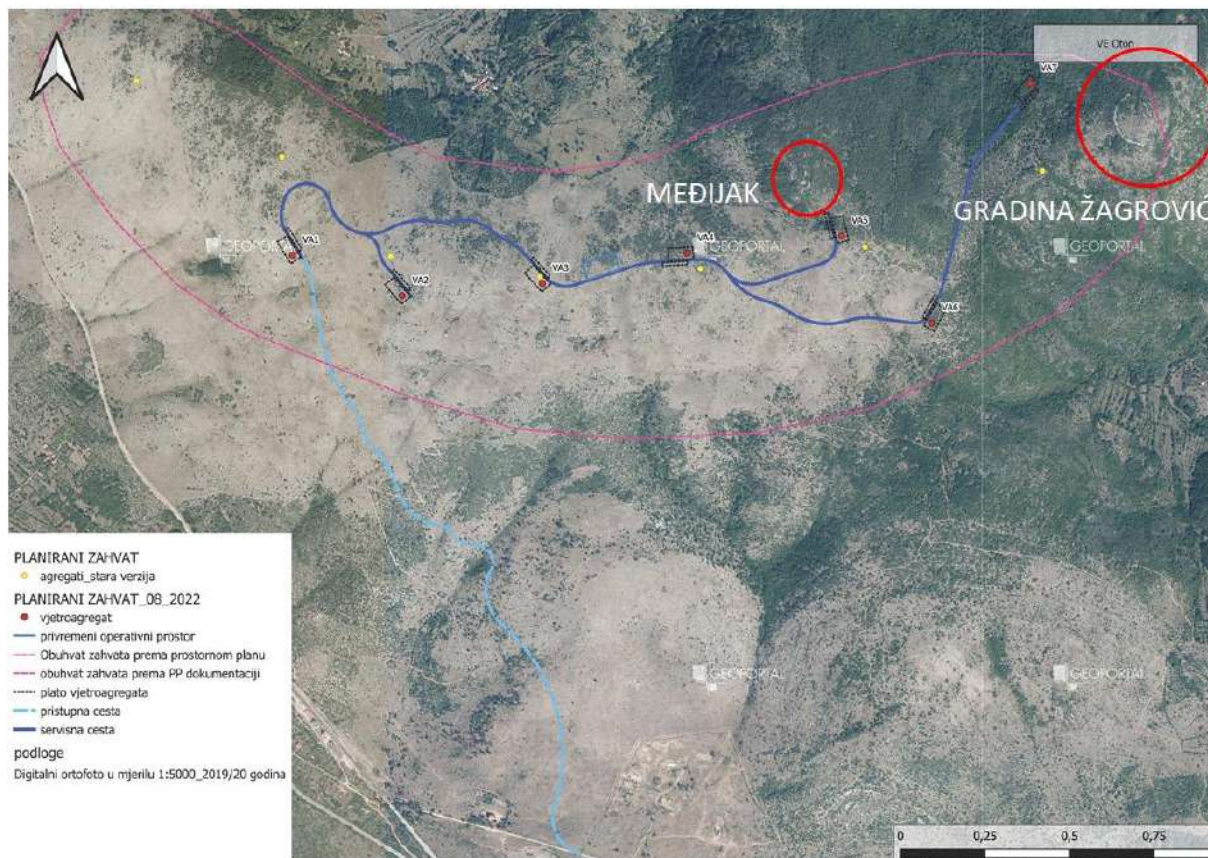 VE Oton
VA7
MEĐIJAK
GRADINA ŽAGROVIĆ
VA5
VA1
GEOPORTAL
VA4
GEOPORTAL
GEOPORTAL
VA2
VA3
VA6
GEOPORTAL
GEOPORTAL
PLANIRANI ZAHVAT
agregati_stara verzija
PLANIRANI ZAHVAT_08_2022
vjetroagregat
privremeni operativni prostor
Obuhvat zahvata prema prostornom planu
obuhvat zahvata prema PP dokumentaciji
plato vjetroagregata
pristupna cesta
servisna cesta
podloge
Digitalni ortofoto u mjerilu 1:5000_2019/20 godina
0 0,25 0,5 0,75